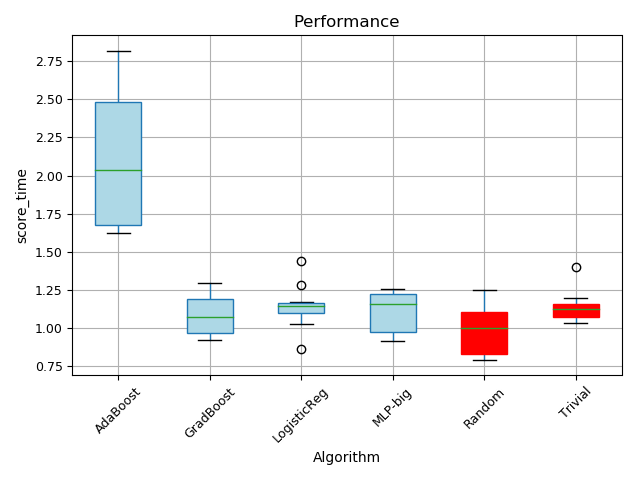 Performance
score_time
2.75
2.50
2.25
2.00
1.75
1.50
1.25
1.00
0.75
AdaBoost
GradBoost
LogisticReg
MLP-big
Random
Trivial
Algorithm